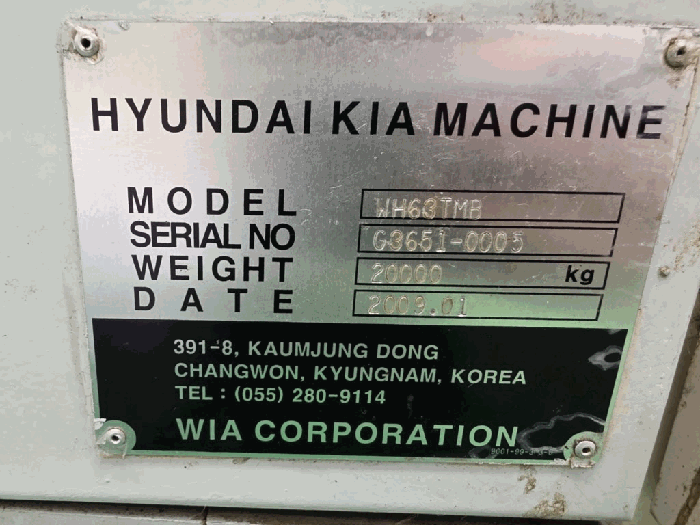 HYUNDAI KIA MACHINE
MODEL WH63TMB
SERIAL NO G3651-0005
WEIGHT 20000 kg
DATE 2009.01
391-8, KAUMJUNG DONG
CHANGWON, KYUNGNAM, KOREA
TEL : (055) 280-9114
WIA CORPORATION